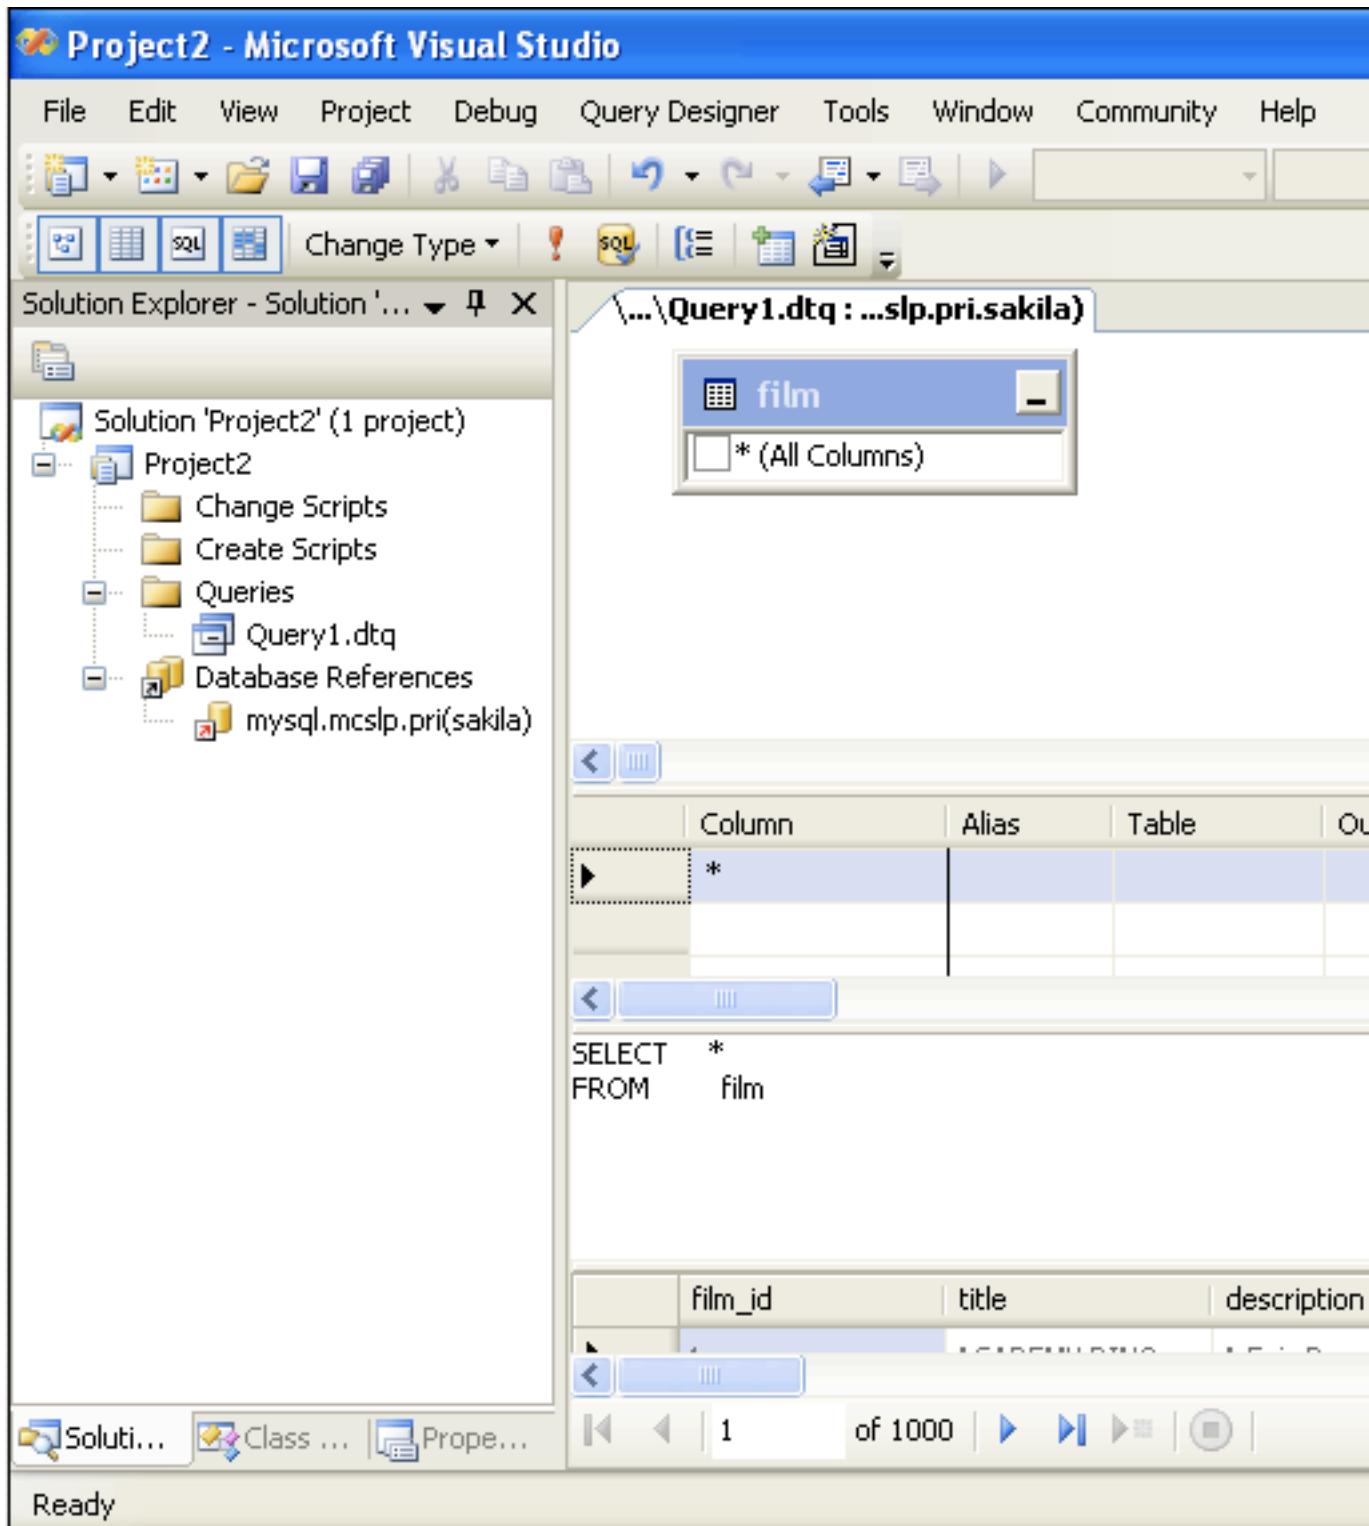 Project2 - Microsoft Visual Studio
File Edit View Project Debug Query Designer Tools Window Community Help
SQL Change Type SQL
Solution Explorer - Solution '...
\...\Query1.dtq : ...slp.pri.sakila)
film
* (All Columns)
Solution 'Project2' (1 project)
Project2
Change Scripts
Create Scripts
Queries
Query1.dtq
Database References
mysql.mcslp.pri(sakila)
Column Alias Table Ou
*
SELECT *
FROM film
film_id title description
1 of 1000
Soluti... Class ... Prope...
Ready